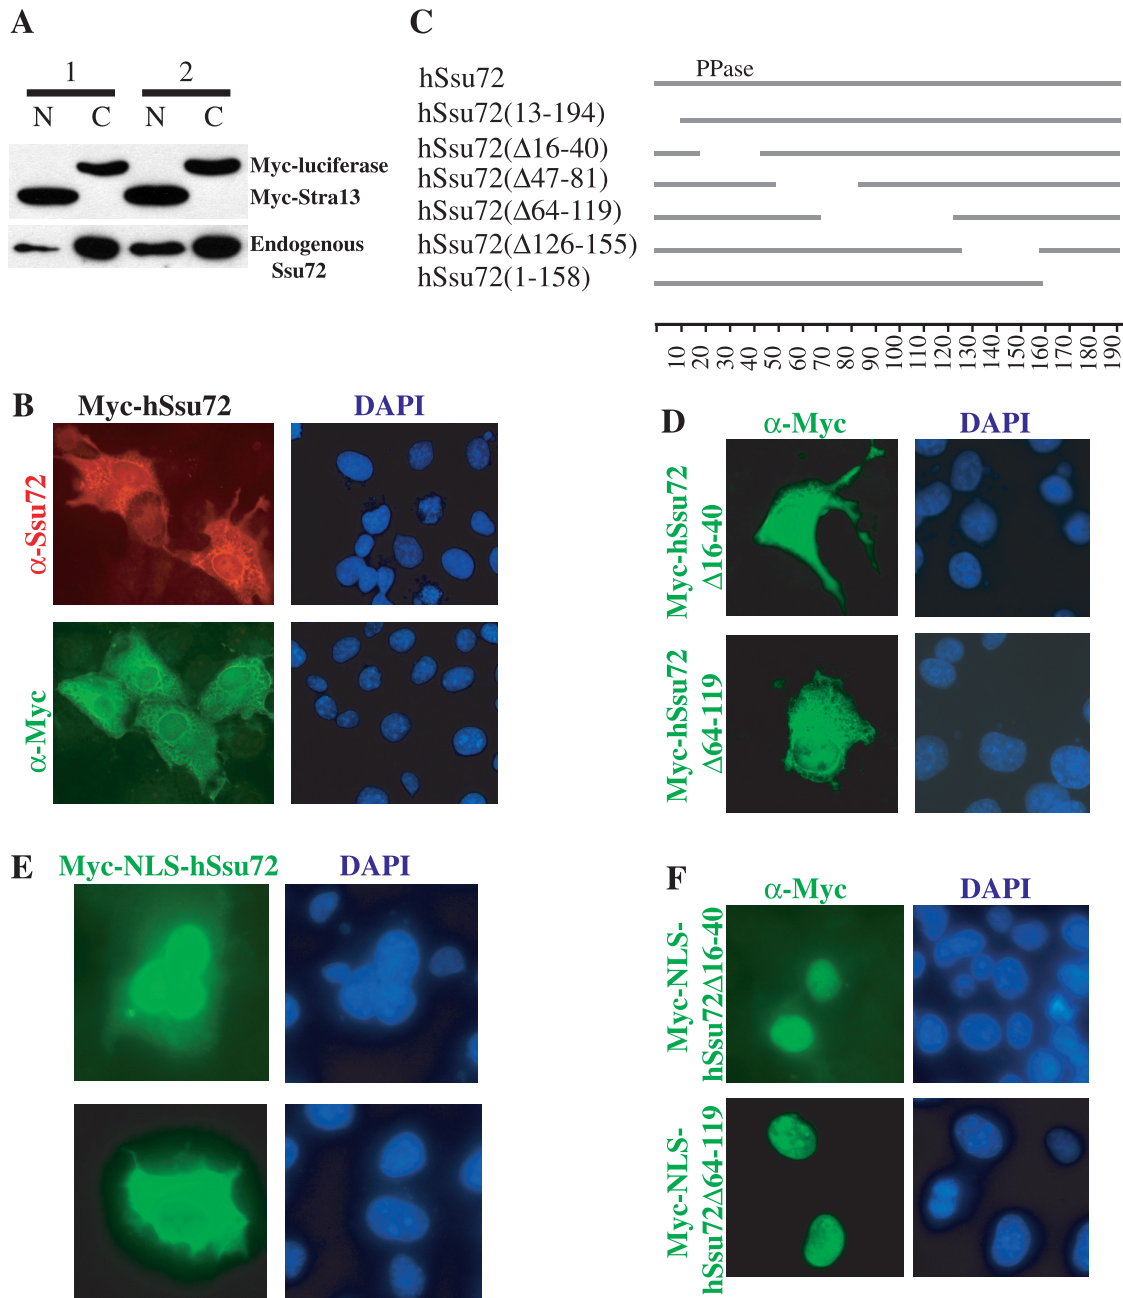 A
1 2
N C N C
Myc-luciferase
Myc-Stra13
Endogenous
Ssu72
C
PPase
hSsu72
hSsu72(13-194)
hSsu72(Δ16-40)
hSsu72(Δ47-81)
hSsu72(Δ64-119)
hSsu72(Δ126-155)
hSsu72(1-158)
10 20 30 40 50 60 70 80 90 100 110 120 130 140 150 160 170 180 190
B
Myc-hSsu72 DAPI
α-Ssu72
α-Myc
D
α-Myc DAPI
Myc-hSsu72
Δ16-40
Myc-hSsu72
Δ64-119
E
Myc-NLS-hSsu72 DAPI
F
α-Myc DAPI
Myc-NLS-
hSsu72Δ16-40
Myc-NLS-
hSsu72Δ64-119